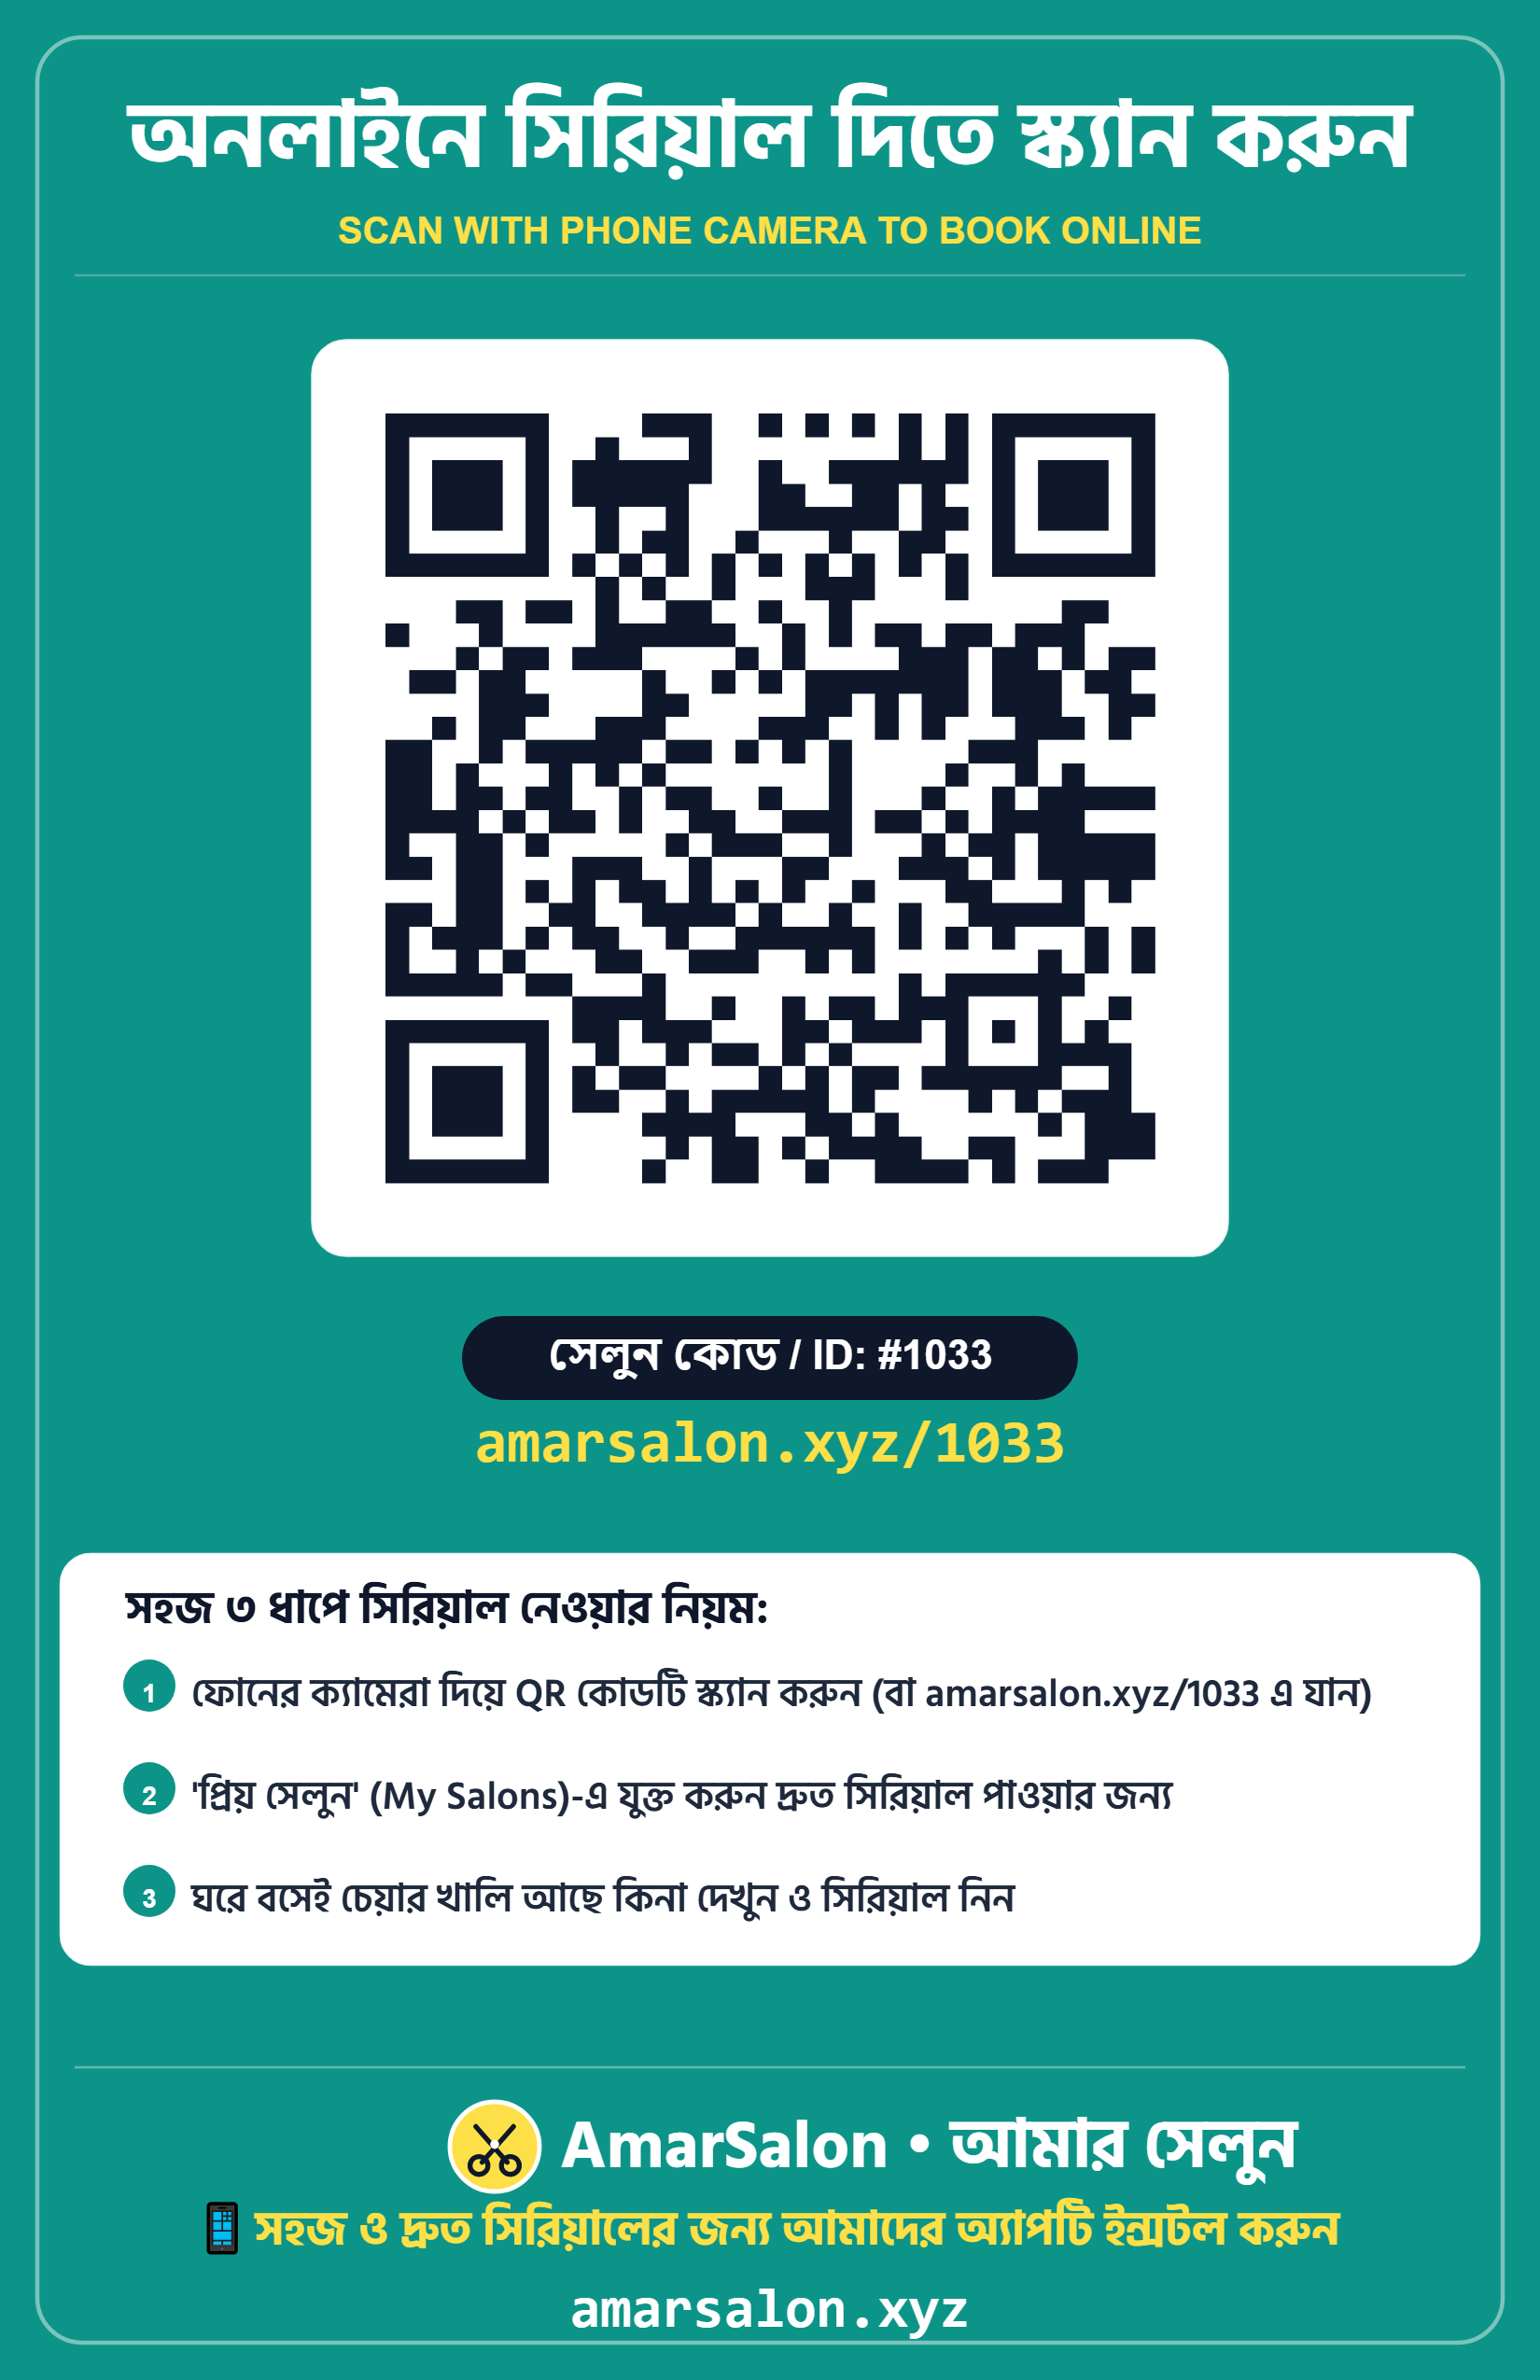 অনলাইনে সিরিয়াল দিতে স্ক্যান করুন
SCAN WITH PHONE CAMERA TO BOOK ONLINE
সেলুন কোড / ID: #1033
amarsalon.xyz/1033
সহজ ৩ ধাপে সিরিয়াল নেওয়ার নিয়ম:
1 ফোনের ক্যামেরা দিয়ে QR কোডটি স্ক্যান করুন (বা amarsalon.xyz/1033 এ যান)
2 'প্রিয় সেলুন' (My Salons)-এ যুক্ত করুন দ্রুত সিরিয়াল পাওয়ার জন্য
3 ঘরে বসেই চেয়ার খালি আছে কিনা দেখুন ও সিরিয়াল নিন
AmarSalon • আমার সেলুন
সহজ ও দ্রুত সিরিয়ালের জন্য আমাদের অ্যাপটি ইন্সটল করুন
amarsalon.xyz